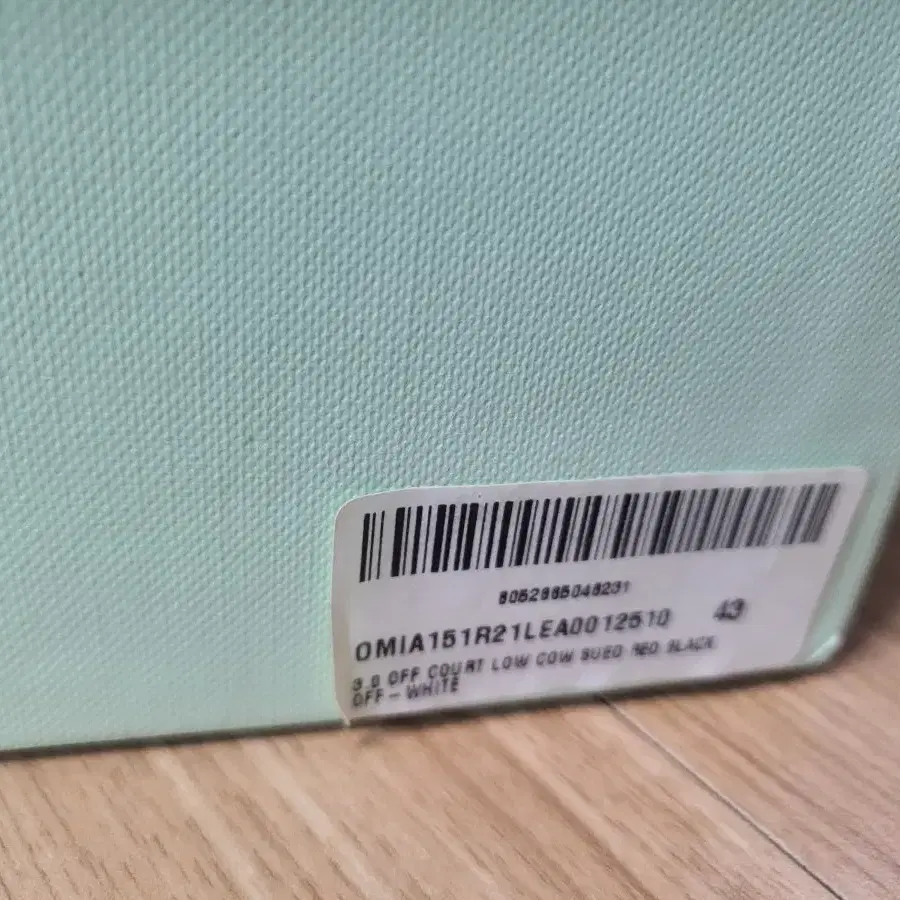 8052865048231
OMIA151R21LEA0012510 43
3.0 OFF COURT LOW COW SUED RED BLACK
OFF-WHITE